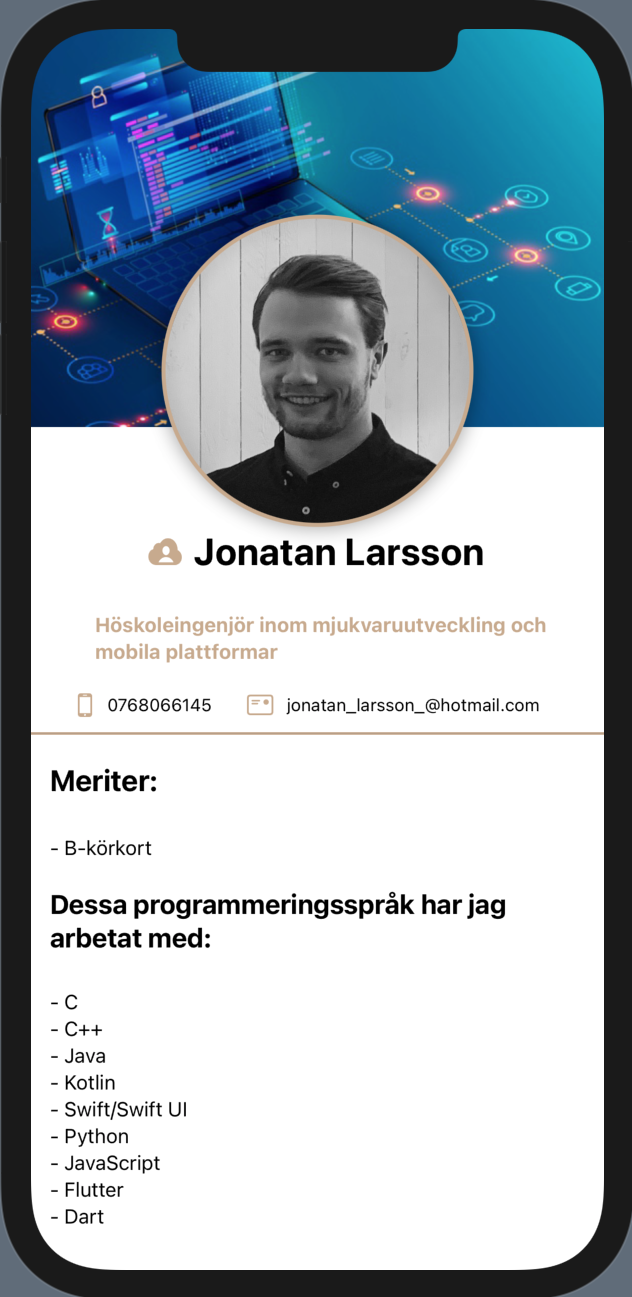 Jonatan Larsson
Höskoleingenjör inom mjukvaruutveckling och
mobila plattformar
0768066145 jonatan_larsson_@hotmail.com
Meriter:
- B-körkort
Dessa programmeringsspråk har jag
arbetat med:
- C
- C++
- Java
- Kotlin
- Swift/Swift UI
- Python
- JavaScript
- Flutter
- Dart